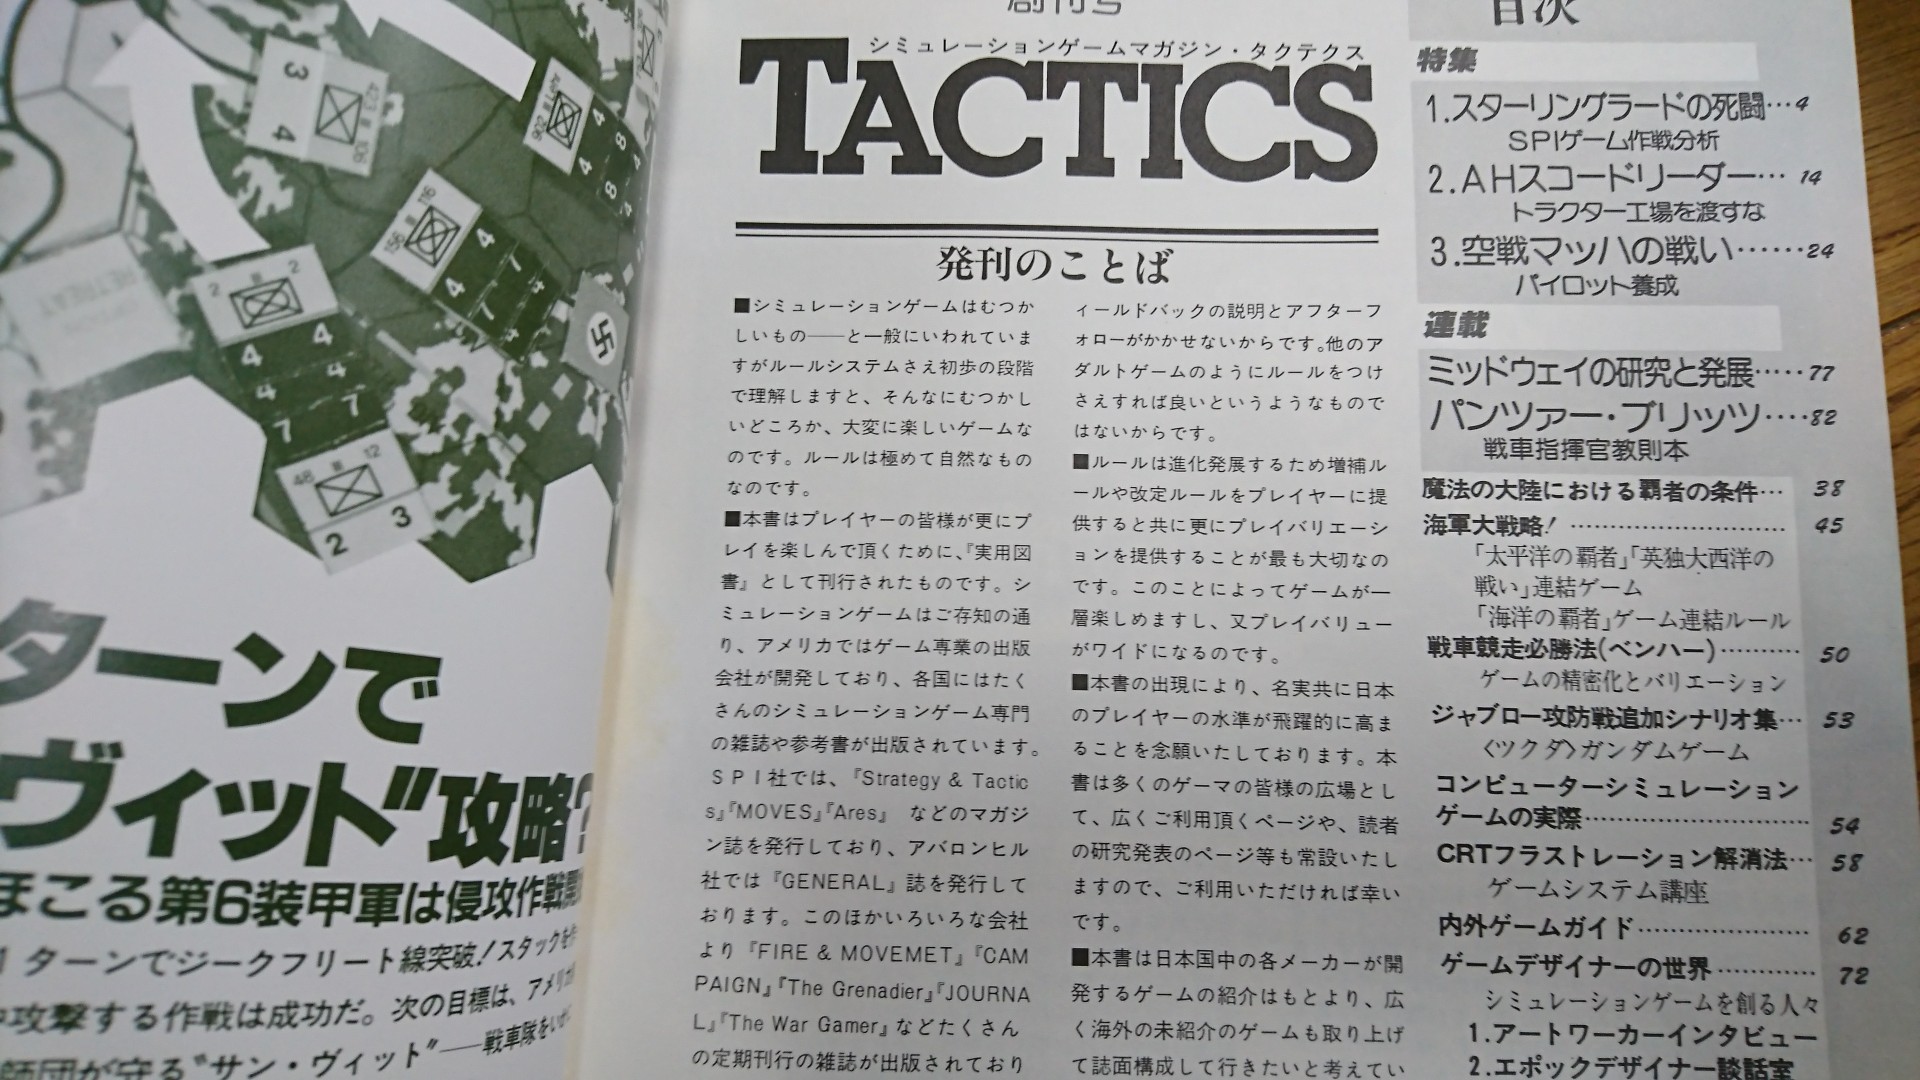 ターンで
ヴィット"攻略?
ほこる第6装甲軍は侵攻作戦開
1ターンでジークフリート線突破!スタックを
攻撃する作戦は成功だ。次の目標は、アメリカ
師団が守る"サン・ヴィット"──戦車隊をいか
3 4
423 106
4 8
4 8 4
116
156
4 7
4 7 4
2 2
4 4
4 4
7 7
48 12
2 3
RETREAT
創刊号
シミュレーションゲームマガジン・タクテクス
TACTICS
発刊のことば
■シミュレーションゲームはむつか
しいもの──と一般にいわれていま
すがルールシステムさえ初歩の段階
で理解しますと、そんなにむつかし
いどころか、大変に楽しいゲームな
のです。ルールは極めて自然なもの
なのです。
■本書はプレイヤーの皆様が更にプ
レイを楽しんで頂くために、『実用図
書』として刊行されたものです。シ
ミュレーションゲームはご存知の通
り、アメリカではゲーム専業の出版
会社が開発しており、各国にはたく
さんのシミュレーションゲーム専門
の雑誌や参考書が出版されています。
SPI社では、『Strategy & Tactic
s』『MOVES』『Ares』 などのマガジ
ン誌を発行しており、アバロンヒル
社では『GENERAL』誌を発行して
おります。このほかいろいろな会社
より『FIRE & MOVEMET』『CAM
PAIGN』『The Grenadier』『JOURNA
L』『The War Gamer』などたくさん
の定期刊行の雑誌が出版されており
ィールドバックの説明とアフターフ
ォローがかかせないからです。他のア
ダルトゲームのようにルールをつけ
さえすれば良いというようなもので
はないからです。
■ルールは進化発展するため増補ル
ールや改定ルールをプレイヤーに提
供すると共に更にプレイバリエーシ
ョンを提供することが最も大切なの
です。このことによってゲームが一
層楽しめますし、又プレイバリュー
がワイドになるのです。
■本書の出現により、名実共に日本
のプレイヤーの水準が飛躍的に高ま
ることを念願いたしております。本
書は多くのゲーマの皆様の広場とし
て、広くご利用頂くページや、読者
の研究発表のページ等も常設いたし
ますので、ご利用いただければ幸い
です。
■本書は日本国中の各メーカーが開
発するゲームの紹介はもとより、広
く海外の未紹介のゲームも取り上げ
て誌面構成して行きたいと考えてい
目次
特集
1.スターリングラードの死闘…4
SPIゲーム作戦分析
2.AHスコードリーダー… 14
トラクター工場を渡すな
3.空戦マッハの戦い……24
パイロット養成
連載
ミッドウェイの研究と発展……77
パンツァー・ブリッツ……82
戦車指揮官教則本
魔法の大陸における覇者の条件… 38
海軍大戦略! ……………………… 45
「太平洋の覇者」「英独大西洋の
戦い」連結ゲーム
「海洋の覇者」ゲーム連結ルール
戦車競走必勝法(ベンハー)……… 50
ゲームの精密化とバリエーション
ジャブロー攻防戦追加シナリオ集… 53
〈ツクダ〉ガンダムゲーム
コンピューターシミュレーション
ゲームの実際……………………… 54
CRTフラストレーション解消法… 58
ゲームシステム講座
内外ゲームガイド………………… 62
ゲームデザイナーの世界………… 72
シミュレーションゲームを創る人々
1.アートワーカーインタビュー
2.エポックデザイナー談話室